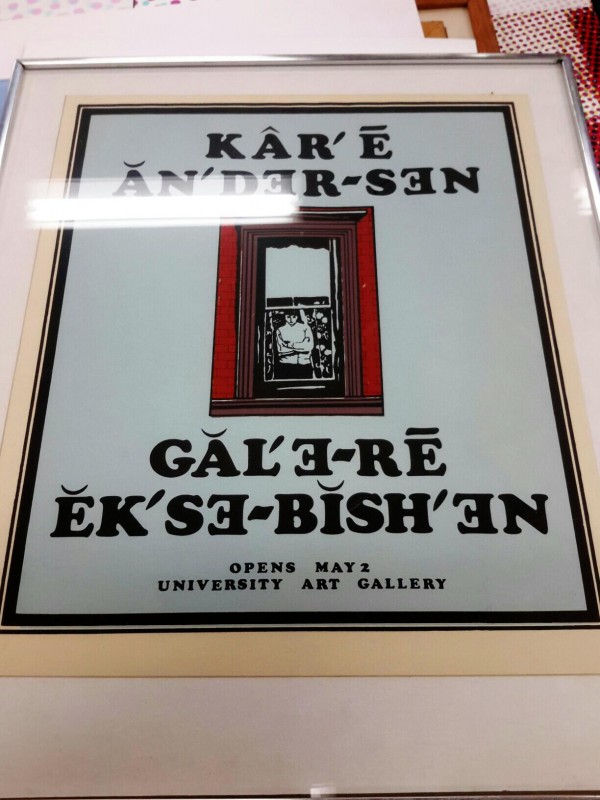 KÂR′Ē
ĂN′DƎR-SƎN
GĂL′Ǝ-RĒ
ĔK′SƎ-BĬSH′ƎN
OPENS MAY 2
UNIVERSITY ART GALLERY